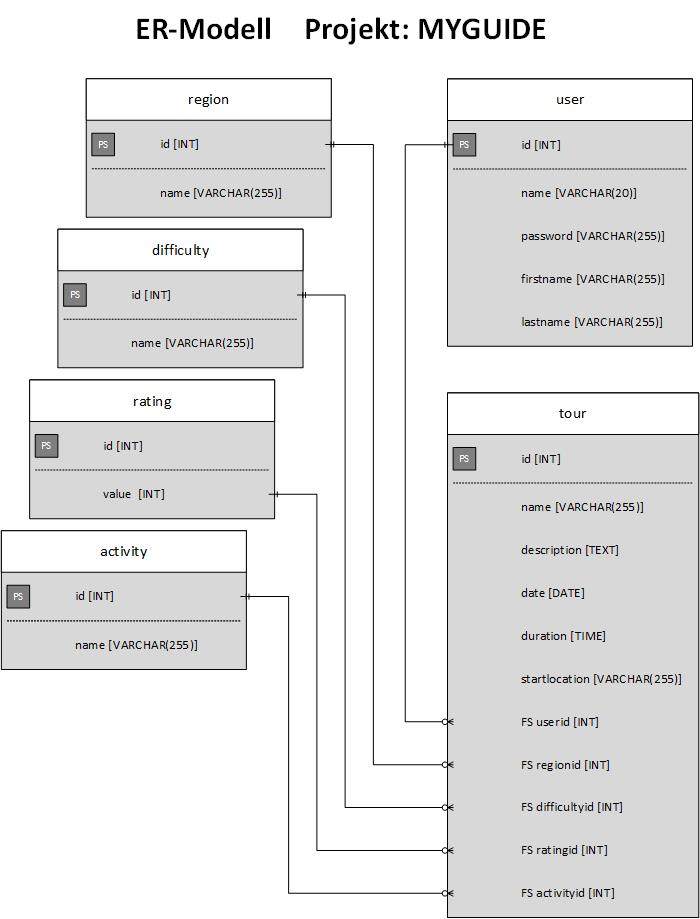 ER-Modell Projekt: MYGUIDE
region
PS id [INT]
name [VARCHAR(255)]
difficulty
PS id [INT]
name [VARCHAR(255)]
rating
PS id [INT]
value [INT]
activity
PS id [INT]
name [VARCHAR(255)]
user
PS id [INT]
name [VARCHAR(20)]
password [VARCHAR(255)]
firstname [VARCHAR(255)]
lastname [VARCHAR(255)]
tour
PS id [INT]
name [VARCHAR(255)]
description [TEXT]
date [DATE]
duration [TIME]
startlocation [VARCHAR(255)]
FS userid [INT]
FS regionid [INT]
FS difficultyid [INT]
FS ratingid [INT]
FS activityid [INT]